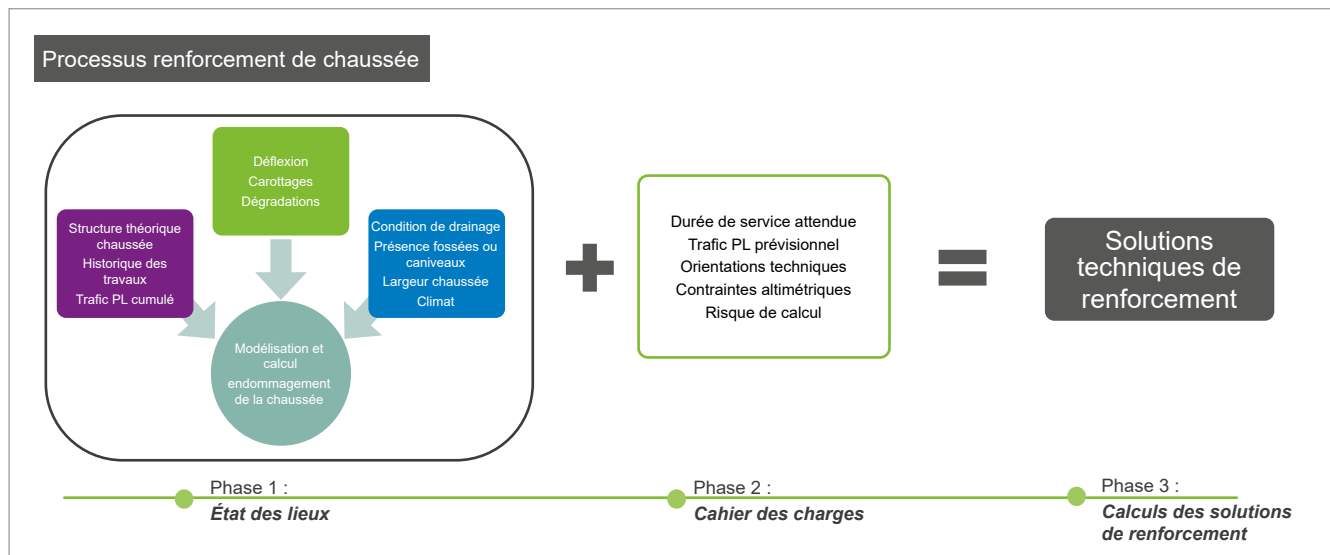 Processus renforcement de chaussée
Déflexion
Carottages
Dégradations
Structure théorique
chaussée
Historique des
travaux
Trafic PL cumulé
Condition de drainage
Présence fossées ou
caniveaux
Largeur chaussée
Climat
Modélisation et
calcul
endommagement
de la chaussée
+
Durée de service attendue
Trafic PL prévisionnel
Orientations techniques
Contraintes altimétriques
Risque de calcul
=
Solutions
techniques de
renforcement
Phase 1 :
État des lieux
Phase 2 :
Cahier des charges
Phase 3 :
Calculs des solutions
de renforcement